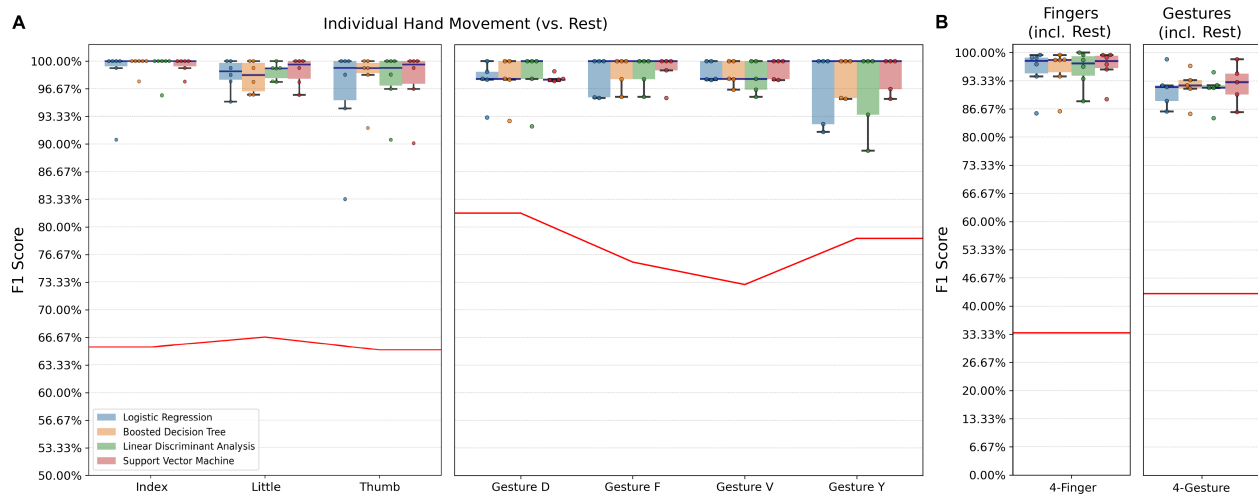 A
Individual Hand Movement (vs. Rest)
F1 Score
100.00%
96.67%
93.33%
90.00%
86.67%
83.33%
80.00%
76.67%
73.33%
70.00%
66.67%
63.33%
60.00%
56.67%
53.33%
50.00%
Logistic Regression
Boosted Decision Tree
Linear Discriminant Analysis
Support Vector Machine
Index
Little
Thumb
Gesture D
Gesture F
Gesture V
Gesture Y
B
Fingers
(incl. Rest)
Gestures
(incl. Rest)
F1 Score
100.00%
93.33%
86.67%
80.00%
73.33%
66.67%
60.00%
53.33%
46.67%
40.00%
33.33%
26.67%
20.00%
13.33%
6.67%
0.00%
4-Finger
4-Gesture